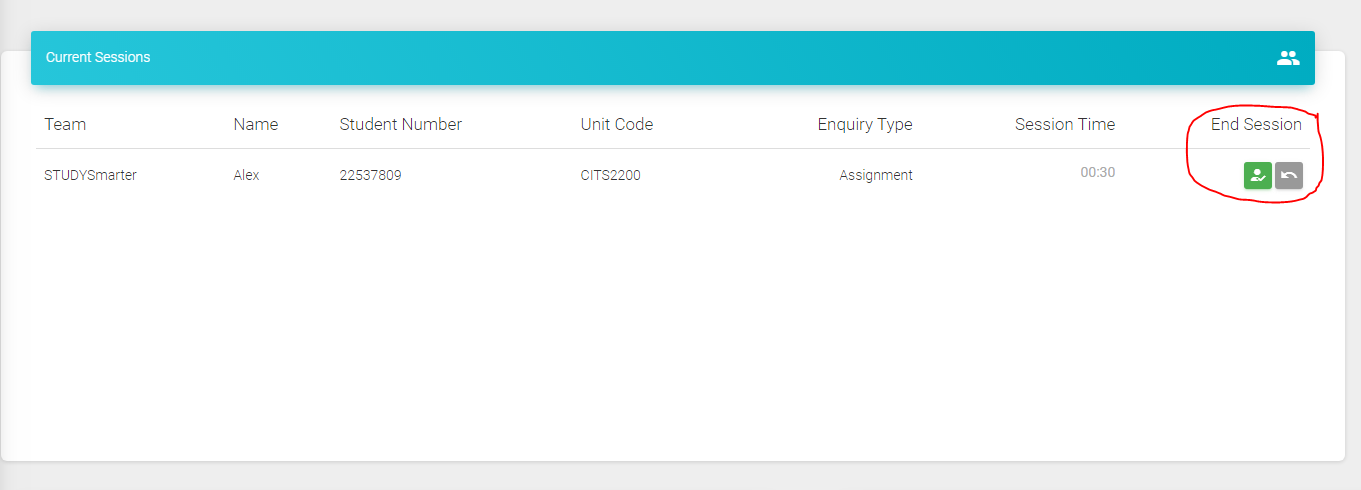 Current Sessions
Team Name Student Number Unit Code Enquiry Type Session Time End Session
STUDYSmarter Alex 22537809 CITS2200 Assignment 00:30